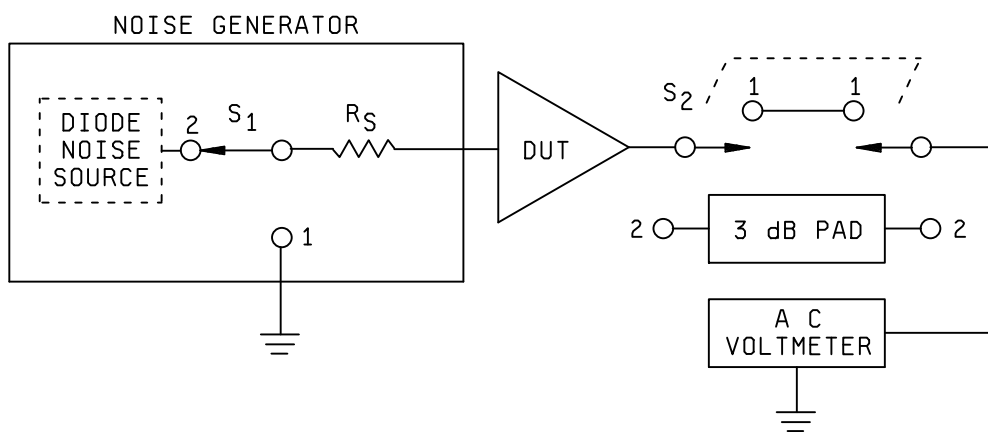 NOISE GENERATOR
DIODE
NOISE
SOURCE
2
S1
RS
1
DUT
S2
1
1
2
3 dB PAD
2
A C
VOLTMETER